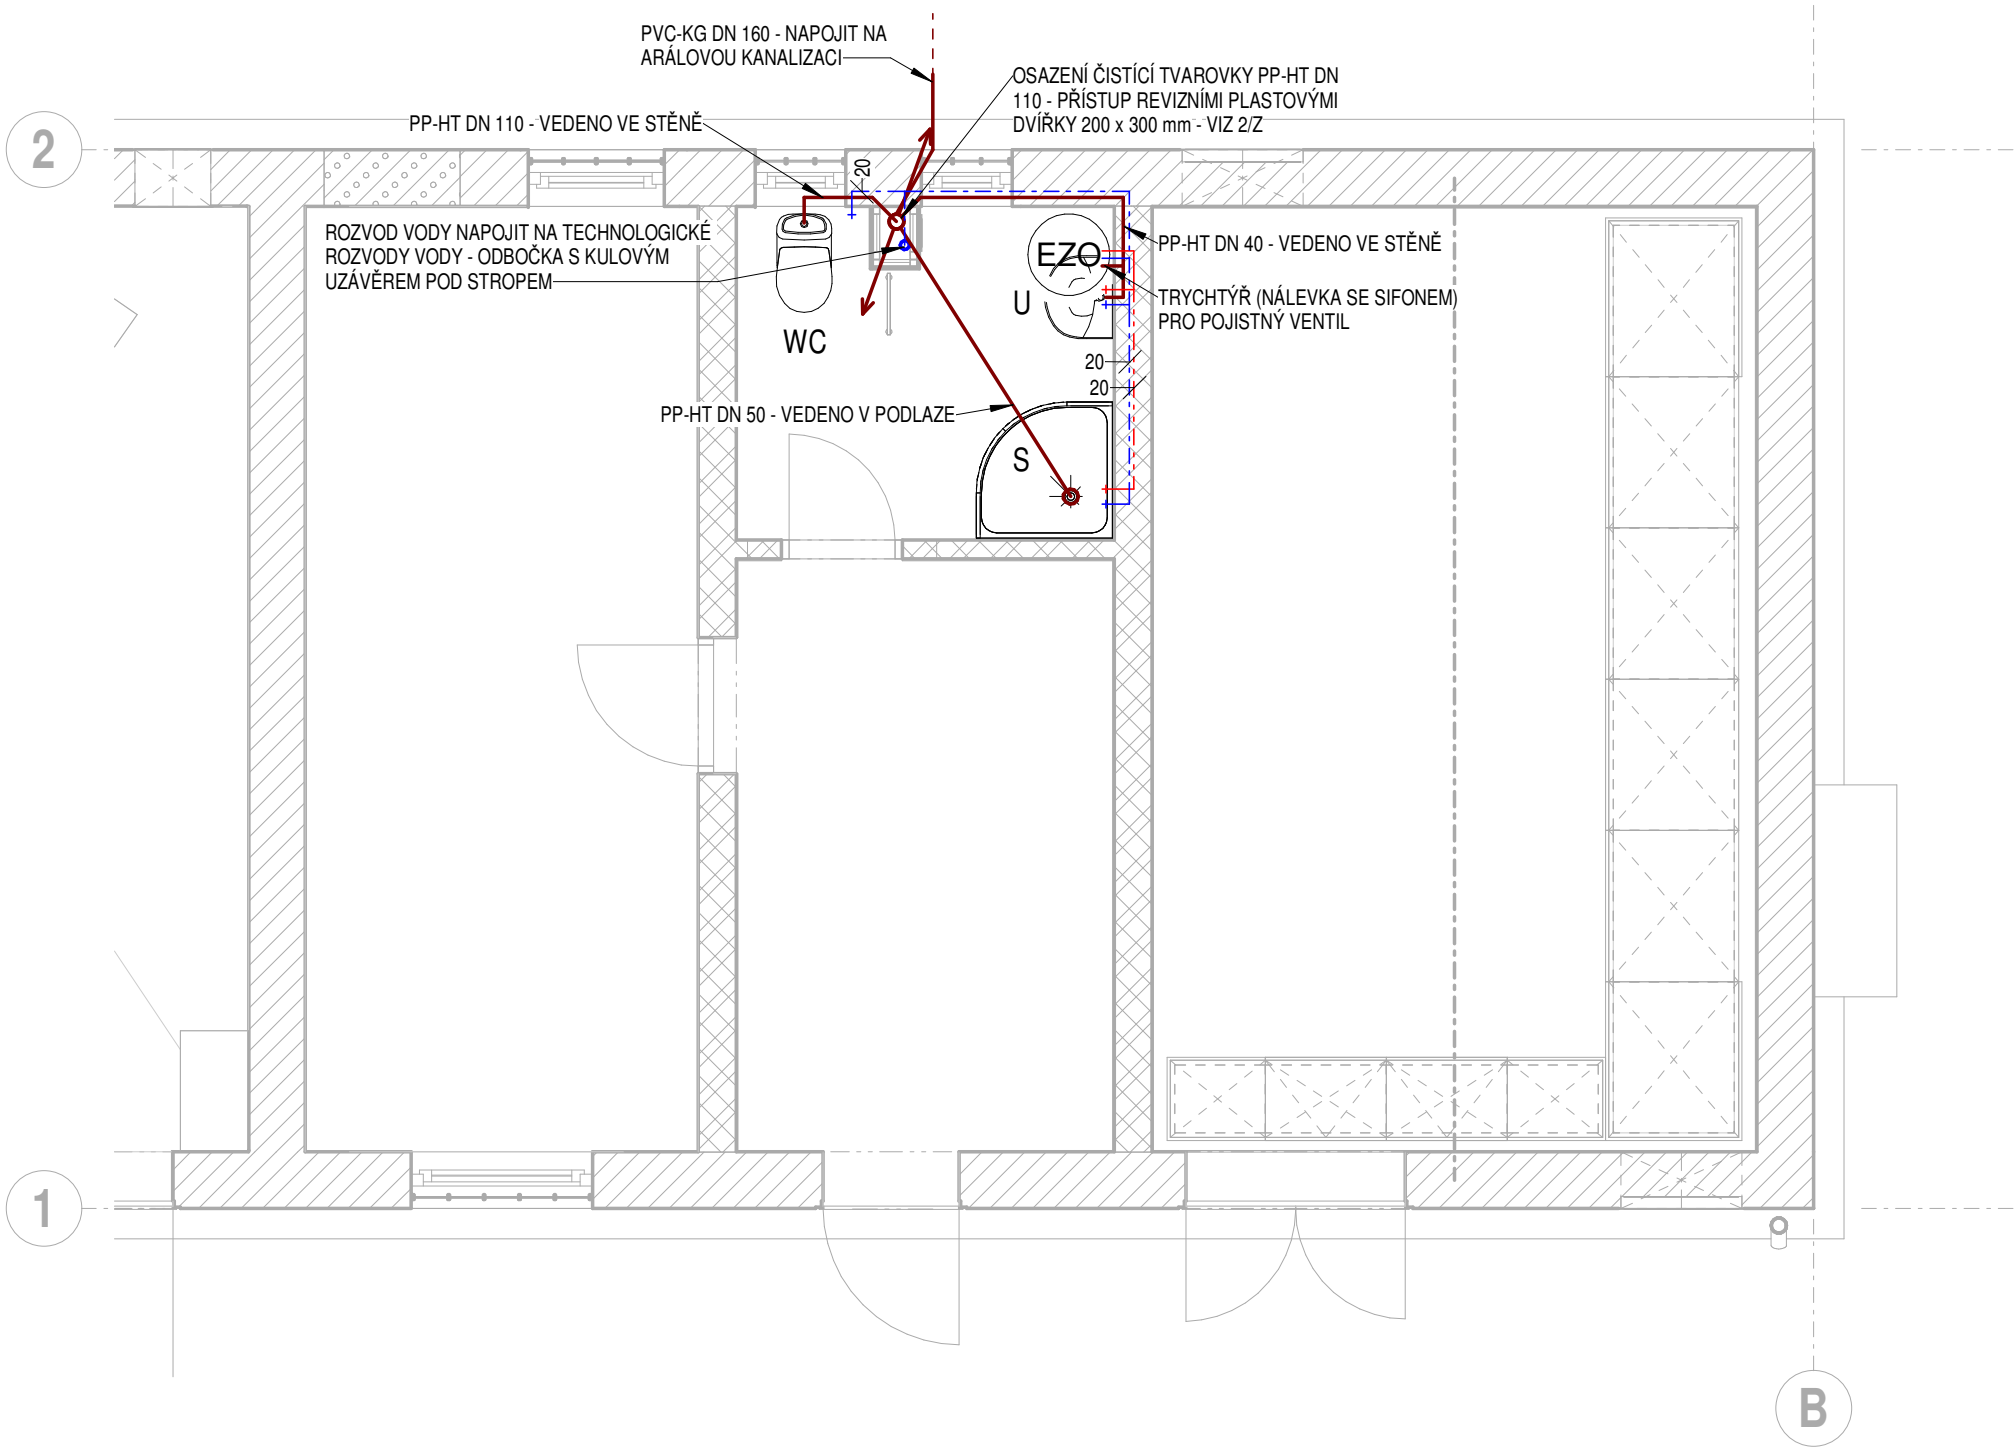 PVC-KG DN 160 - NAPOJIT NA
ARÁLOVOU KANALIZACI
OSAZENÍ ČISTÍCÍ TVAROVKY PP-HT DN
110 - PŘÍSTUP REVIZNÍMI PLASTOVÝMI
DVÍŘKY 200 x 300 mm - VIZ 2/Z
PP-HT DN 110 - VEDENO VE STĚNĚ
2
20
ROZVOD VODY NAPOJIT NA TECHNOLOGICKÉ
ROZVODY VODY - ODBOČKA S KULOVÝM
UZÁVĚREM POD STROPEM
EZO
PP-HT DN 40 - VEDENO VE STĚNĚ
TRYCHTÝŘ (NÁLEVKA SE SIFONEM)
PRO POJISTNÝ VENTIL
U
WC
20
20
PP-HT DN 50 - VEDENO V PODLAZE
S
1
B